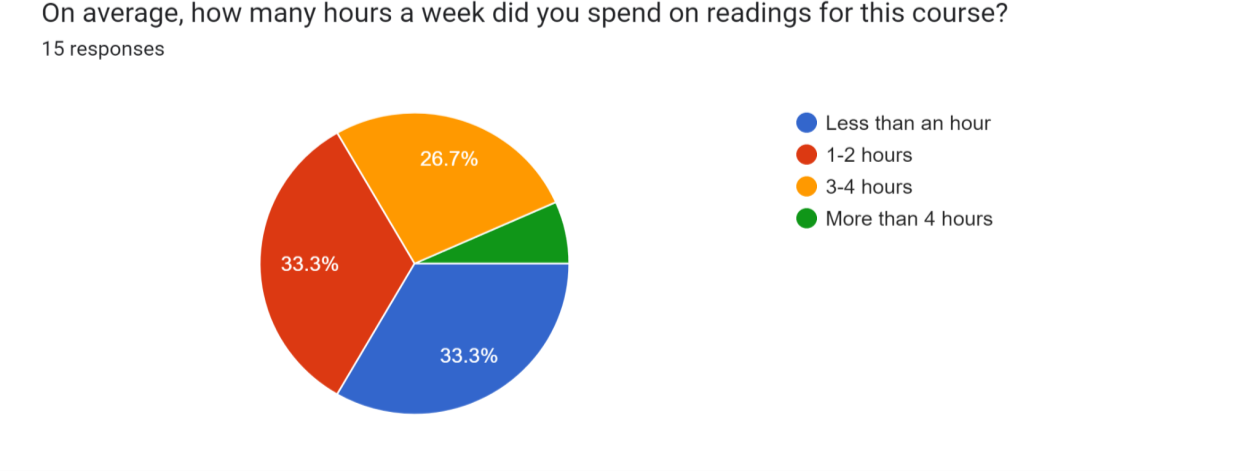 On average, how many hours a week did you spend on readings for this course?
15 responses
26.7%
33.3%
33.3%
Less than an hour
1-2 hours
3-4 hours
More than 4 hours